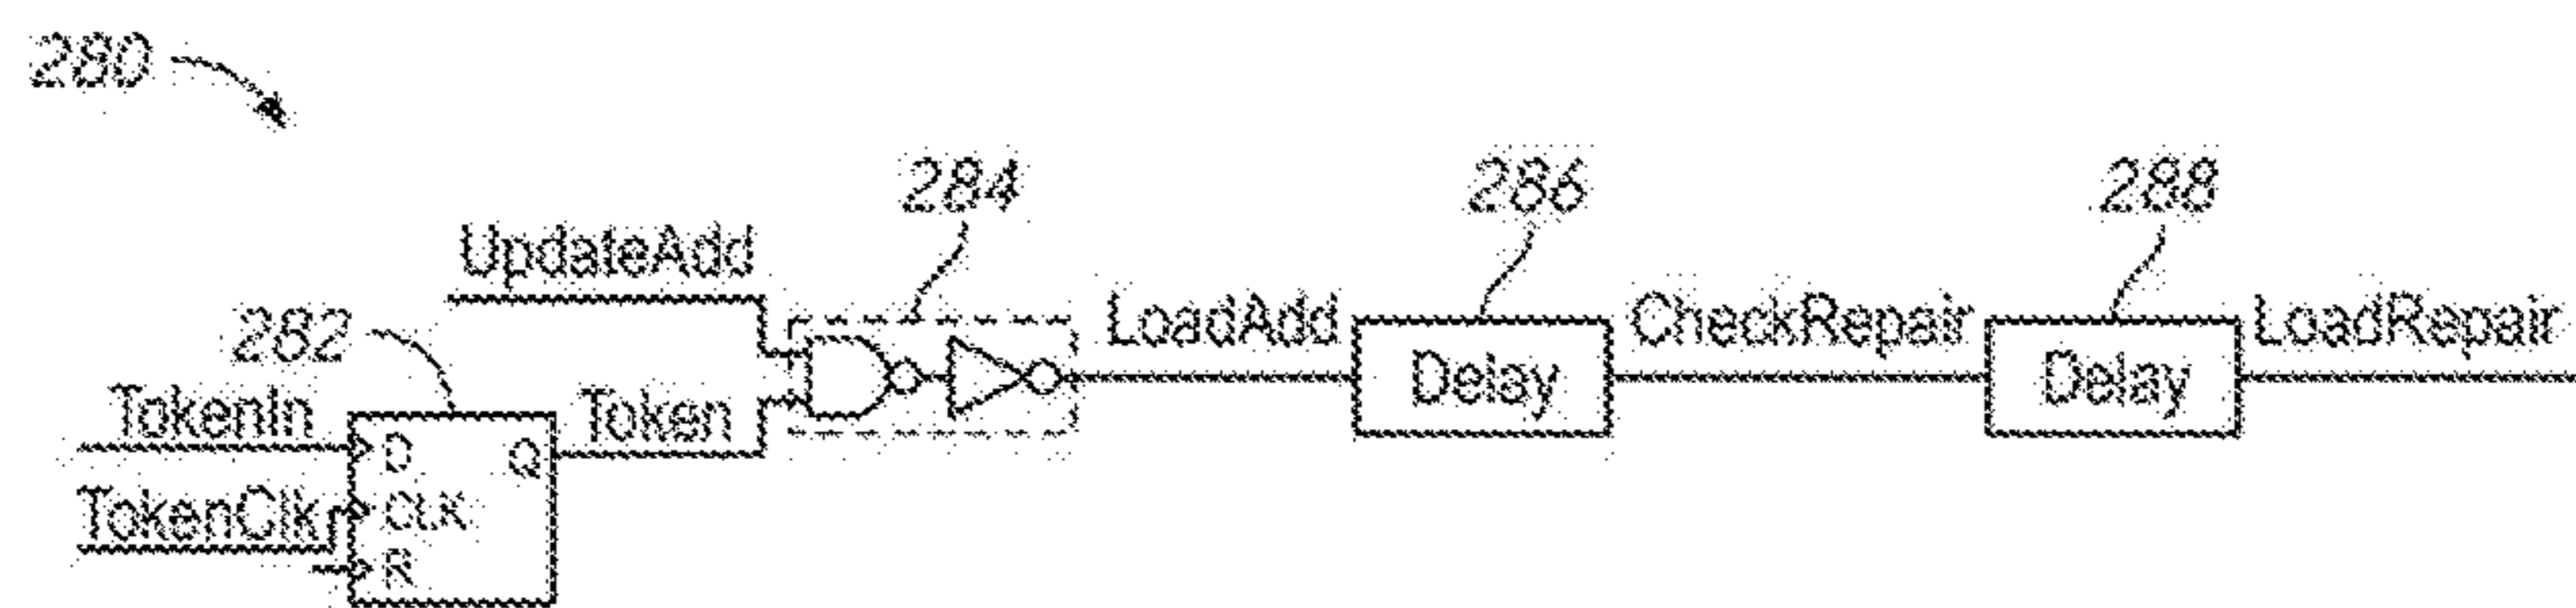 280
284
286
288
UpdateAdd
282
LoadAdd
CheckRepair
LoadRepair
Delay
Delay
TokenIn
Token
D
Q
TokenClk
CLK
R